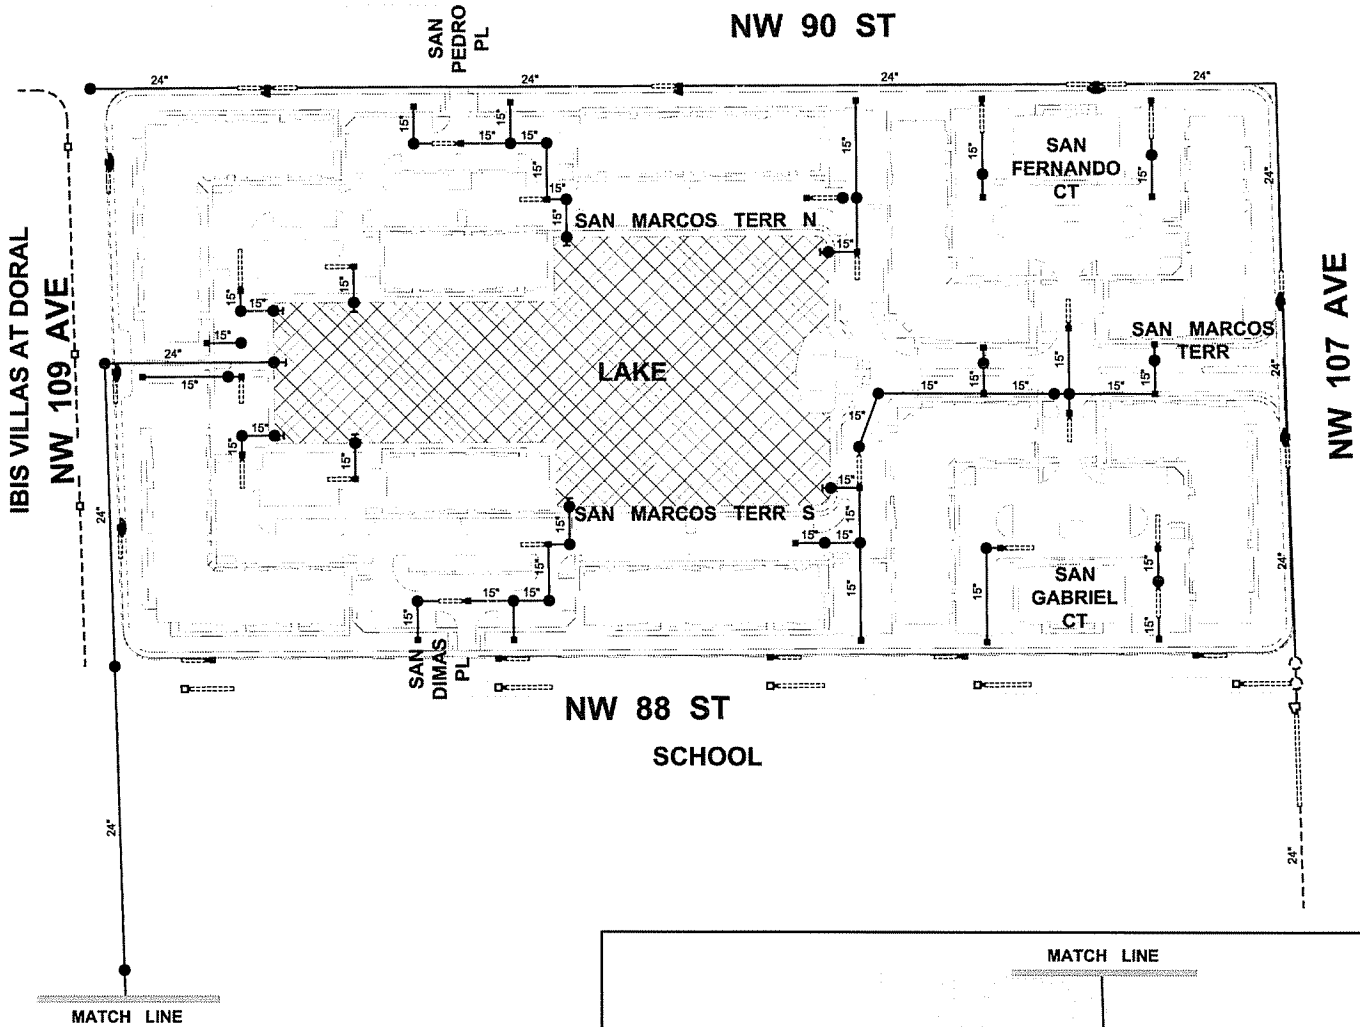 NW 90 ST
SAN
PEDRO
PL
24"
24"
24"
24"
15"
15"
15"
15"
15"
15"
15"
15"
SAN
FERNANDO
CT
15"
15"
24"
SAN MARCOS TERR N
15"
IBIS VILLAS AT DORAL
NW 109 AVE
15"
15"
15"
15"
24"
15"
LAKE
SAN MARCOS
TERR
24"
NW 107 AVE
15"
15"
15"
15"
15"
15"
15"
15"
15"
15"
15"
24"
15"
15"
SAN MARCOS TERR S
15"
15"
15"
15"
15"
15"
15"
15"
15"
15"
15"
15"
SAN
GABRIEL
CT
24"
SAN
DIMAS
PL
NW 88 ST
SCHOOL
24"
24"
MATCH LINE
MATCH LINE